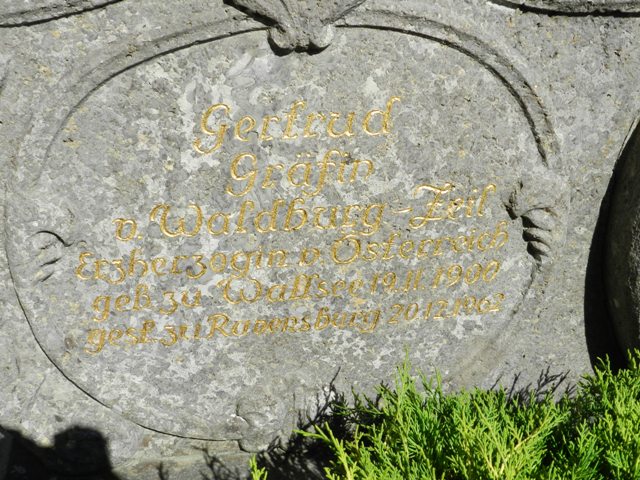 Gertrud
Gräfin
v. Waldburg-Zeil
Erzherzogin v. Österreich
geb. zu Wallsee 19.11.1900
gest. zu Ravensburg 20.12.1962